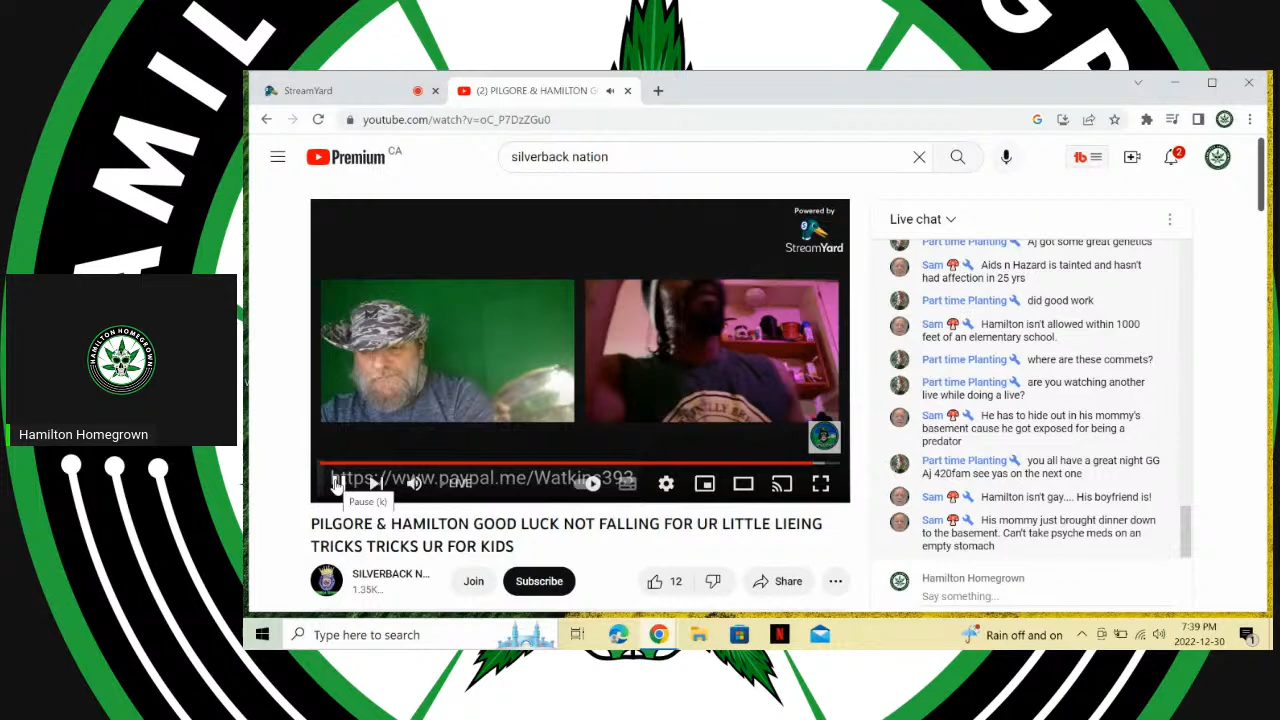 AMIL
GR
StreamYard
(2) PILGORE & HAMILTON G
youtube.com/watch?v=oC_P7DzZGu0
Premium CA
silverback nation
2
Powered by
StreamYard
https://www.paypal.me/Watkins393
LIVE
Pause (k)
PILGORE & HAMILTON GOOD LUCK NOT FALLING FOR UR LITTLE LIEING
TRICKS TRICKS UR FOR KIDS
SILVERBACK N...
1.35K...
Join
Subscribe
12
Share
Live chat
Part time Planting Aj got some great genetics
Sam Aids n Hazard is tainted and hasn't
had affection in 25 yrs
Part time Planting did good work
Sam Hamilton isn't allowed within 1000
feet of an elementary school.
Part time Planting where are these commets?
Part time Planting are you watching another
live while doing a live?
Sam He has to hide out in his mommy's
basement cause he got exposed for being a
predator
Part time Planting you all have a great night GG
Aj 420fam see yas on the next one
Sam Hamilton isn't gay.... His boyfriend is!
Sam His mommy just brought dinner down
to the basement. Can't take psyche meds on an
empty stomach
Hamilton Homegrown
Say something...
HAMILTON HOMEGROWN
Hamilton Homegrown
Type here to search
Rain off and on
7:39 PM
2022-12-30
1